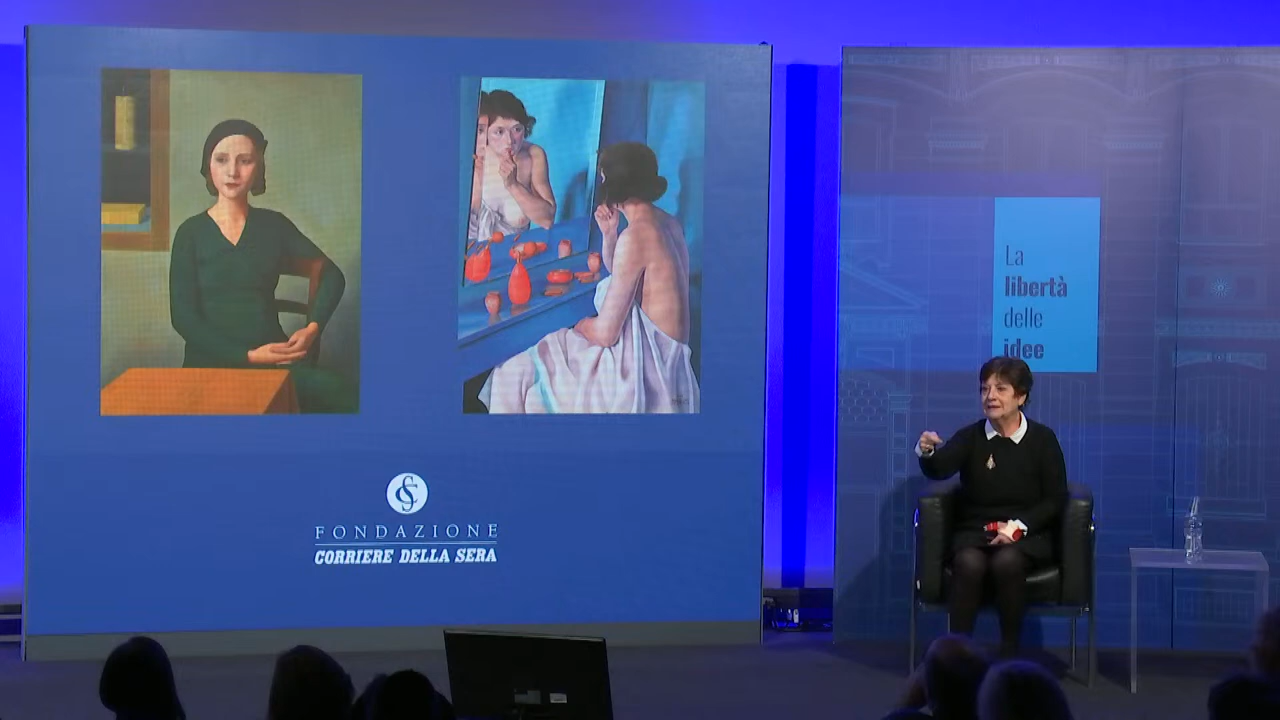 FONDAZIONE
CORRIERE DELLA SERA
La
libertà
delle
idee